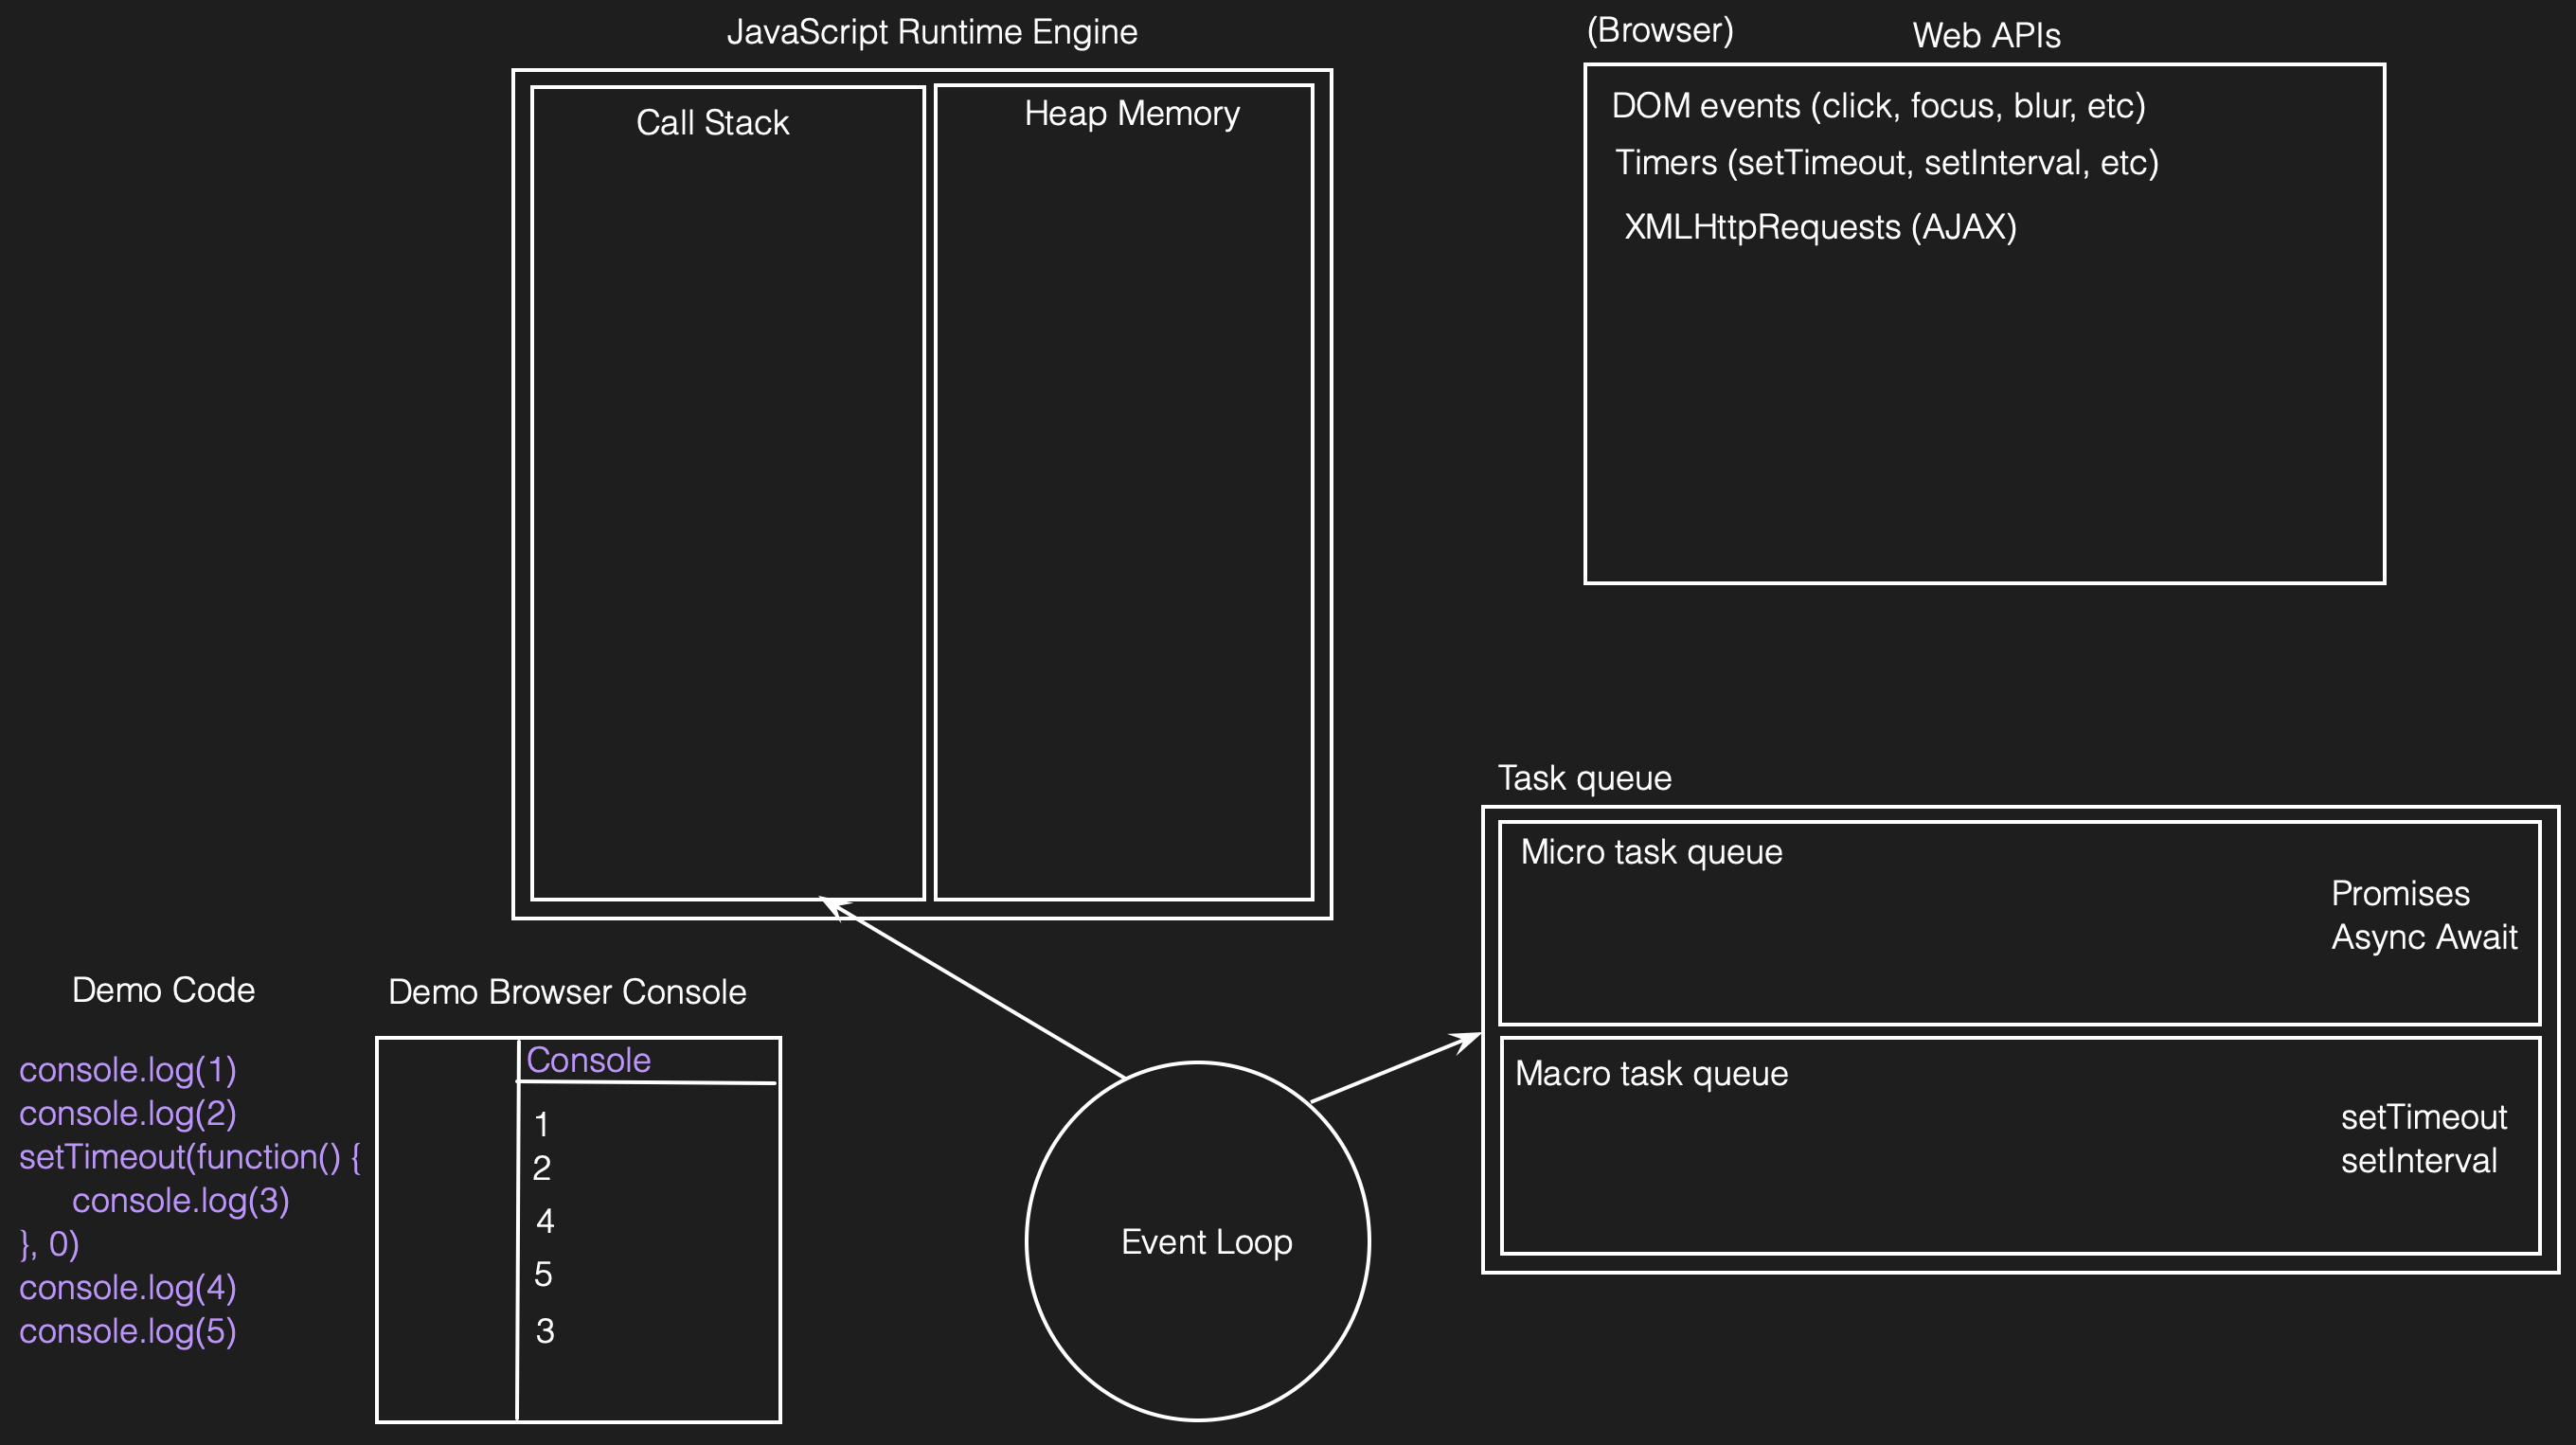 JavaScript Runtime Engine
Call Stack
Heap Memory
(Browser)
Web APIs
DOM events (click, focus, blur, etc)
Timers (setTimeout, setInterval, etc)
XMLHttpRequests (AJAX)
Task queue
Micro task queue
Promises
Async Await
Macro task queue
setTimeout
setInterval
Demo Code
console.log(1)
console.log(2)
setTimeout(function() {
console.log(3)
}, 0)
console.log(4)
console.log(5)
Demo Browser Console
Console
1
2
4
5
3
Event Loop